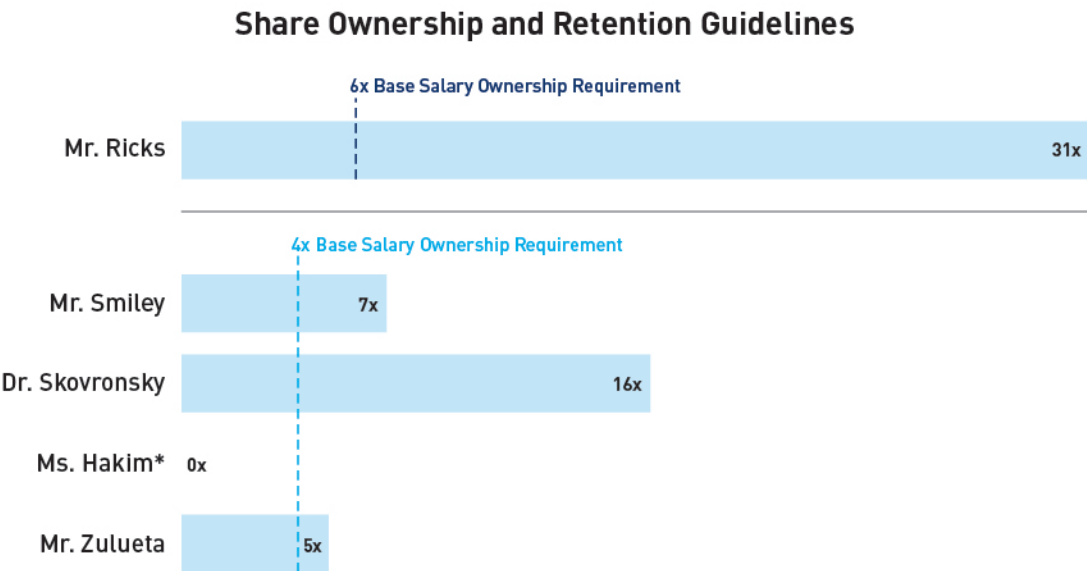 Share Ownership and Retention Guidelines
6x Base Salary Ownership Requirement
Mr. Ricks 31x
4x Base Salary Ownership Requirement
Mr. Smiley 7x
Dr. Skovronsky 16x
Ms. Hakim* 0x
Mr. Zulueta 5x